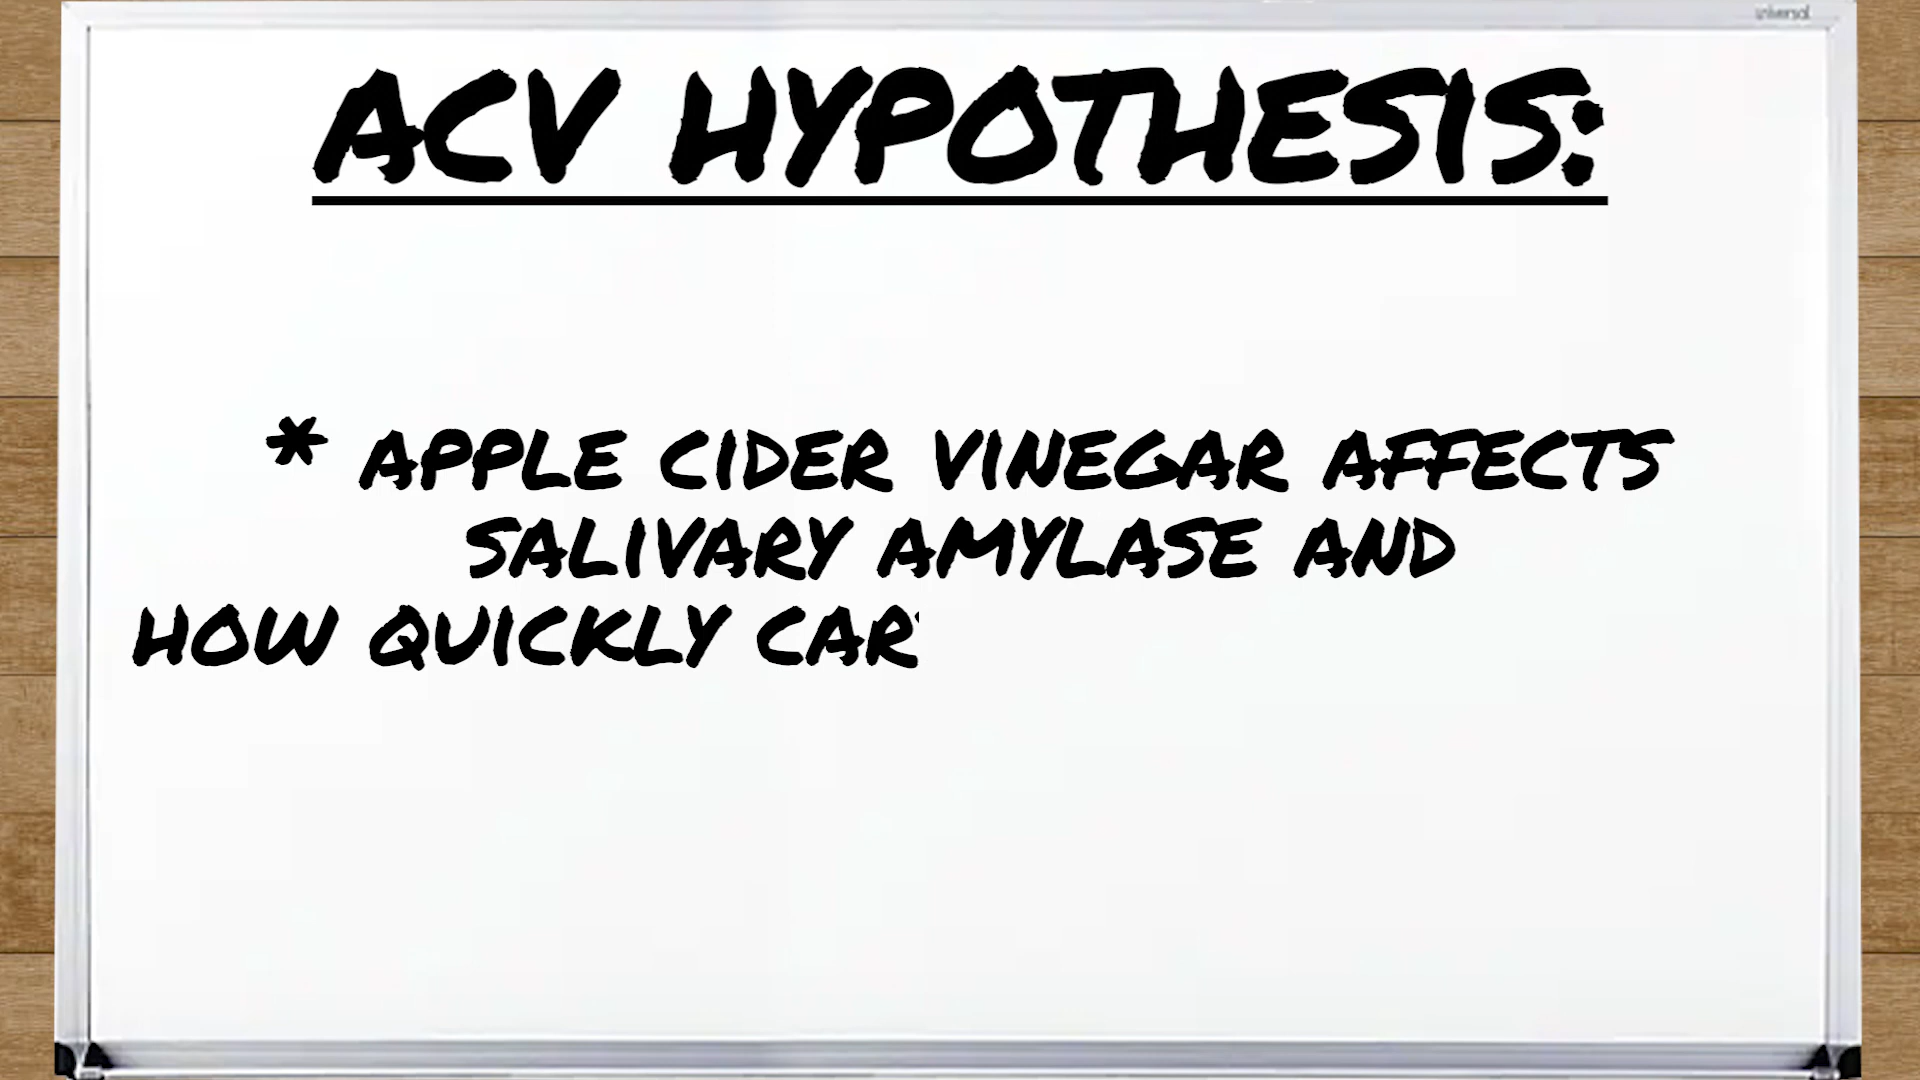 ACV HYPOTHESIS:
* APPLE CIDER VINEGAR AFFECTS
SALIVARY AMYLASE AND
HOW QUICKLY CAR